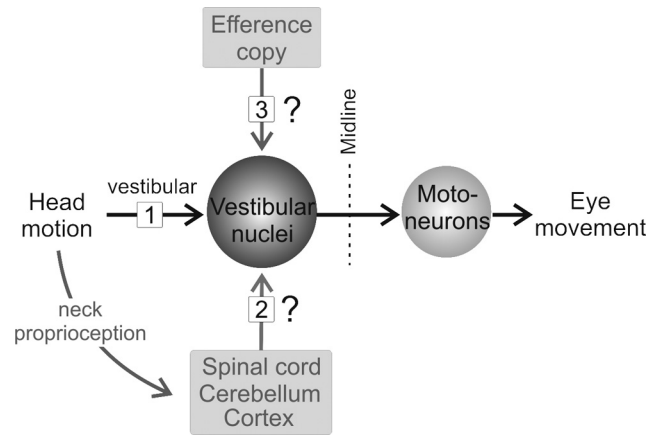 Efference
copy
3 ?
Midline
vestibular
Head
motion
1
Vestibular
nuclei
Moto-
neurons
Eye
movement
neck
proprioception
2 ?
Spinal cord
Cerebellum
Cortex